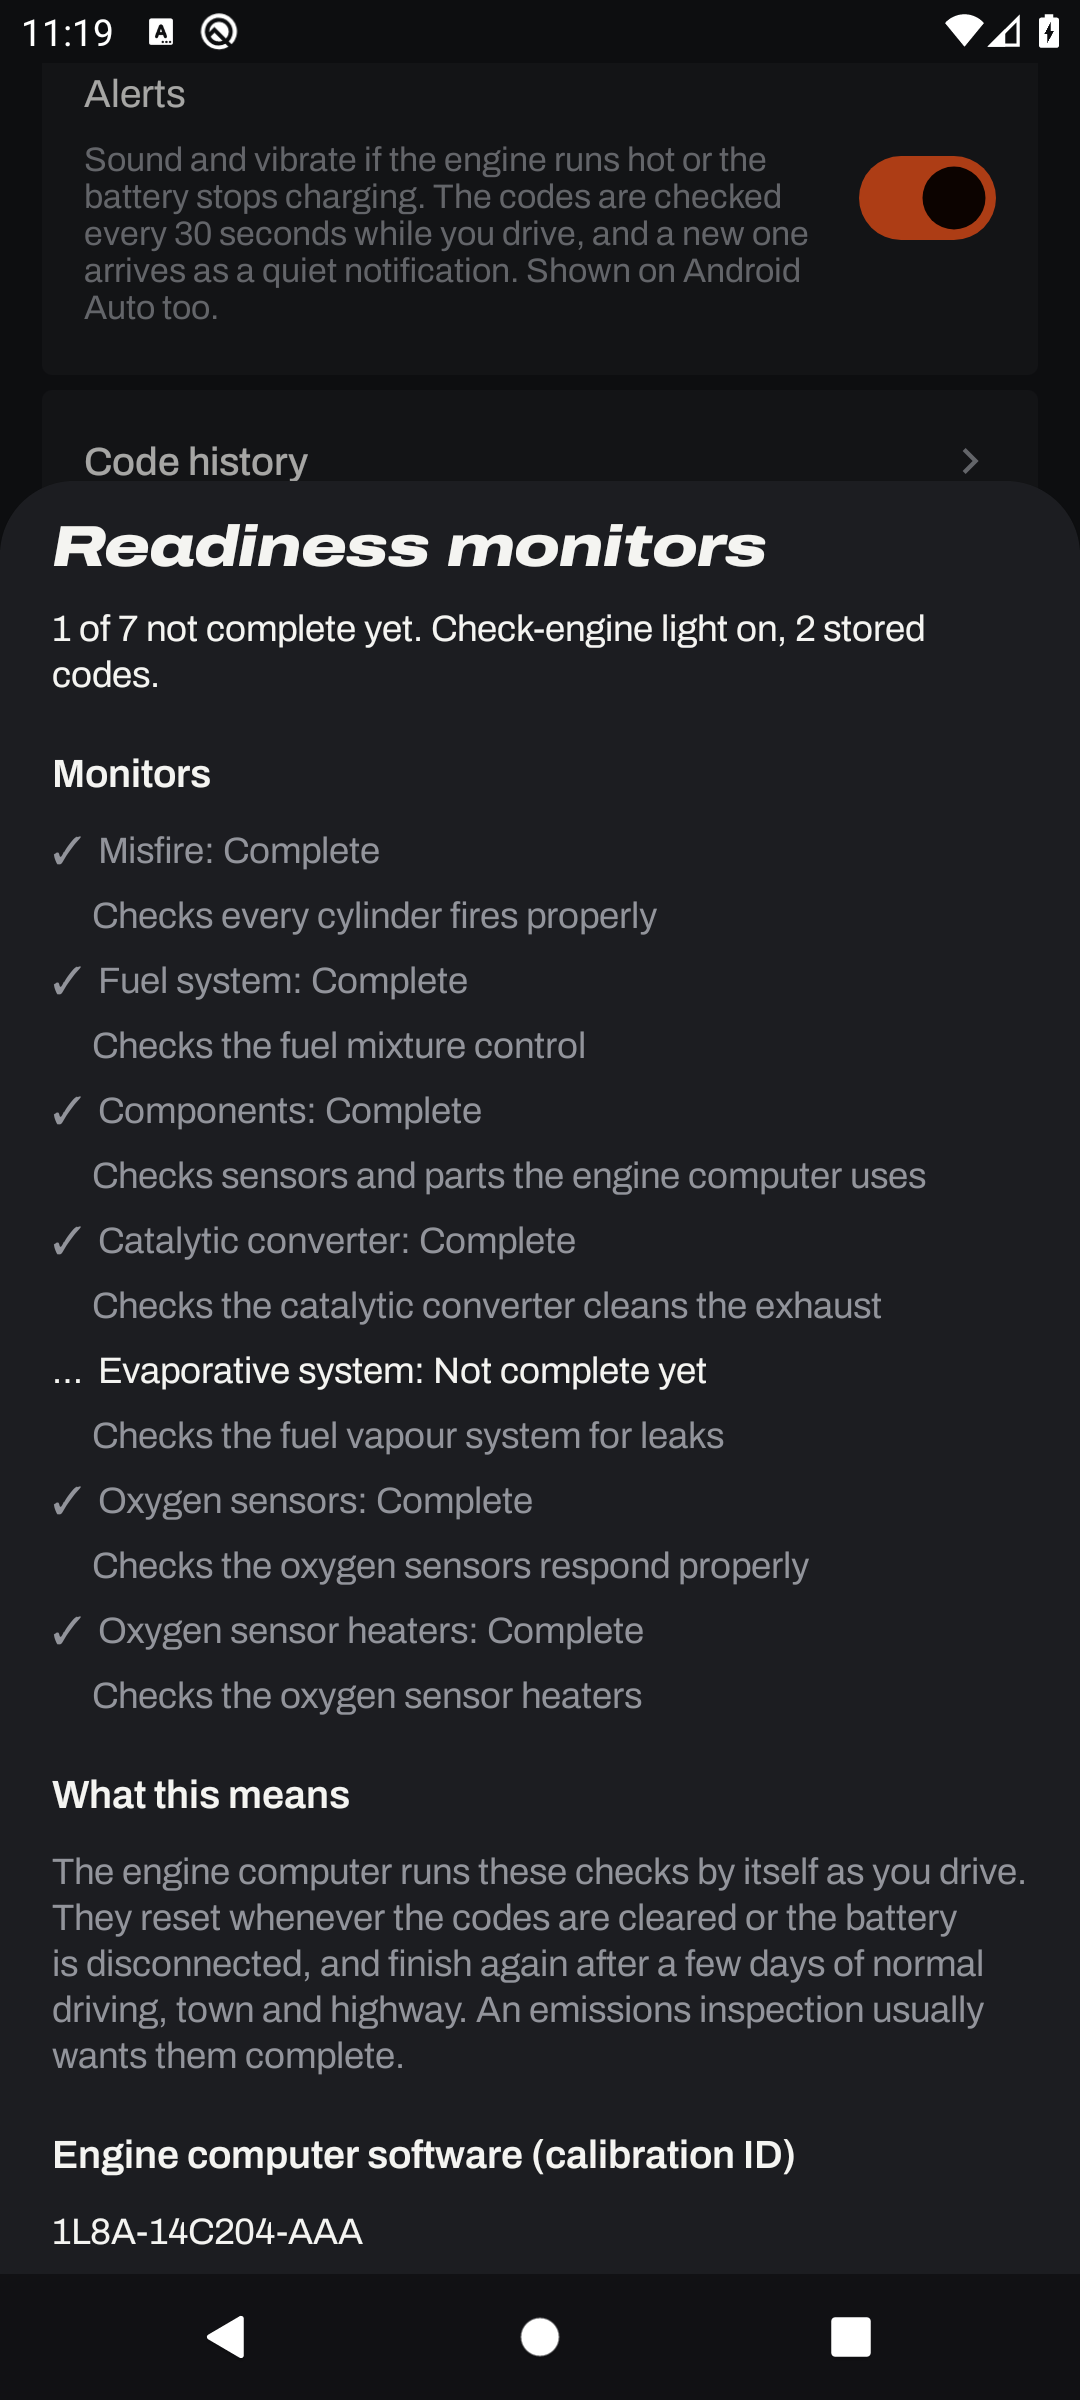 11:19
Alerts
Sound and vibrate if the engine runs hot or the
battery stops charging. The codes are checked
every 30 seconds while you drive, and a new one
arrives as a quiet notification. Shown on Android
Auto too.
Code history
Readiness monitors
1 of 7 not complete yet. Check-engine light on, 2 stored
codes.
Monitors
✓ Misfire: Complete
Checks every cylinder fires properly
✓ Fuel system: Complete
Checks the fuel mixture control
✓ Components: Complete
Checks sensors and parts the engine computer uses
✓ Catalytic converter: Complete
Checks the catalytic converter cleans the exhaust
... Evaporative system: Not complete yet
Checks the fuel vapour system for leaks
✓ Oxygen sensors: Complete
Checks the oxygen sensors respond properly
✓ Oxygen sensor heaters: Complete
Checks the oxygen sensor heaters
What this means
The engine computer runs these checks by itself as you drive.
They reset whenever the codes are cleared or the battery
is disconnected, and finish again after a few days of normal
driving, town and highway. An emissions inspection usually
wants them complete.
Engine computer software (calibration ID)
1L8A-14C204-AAA